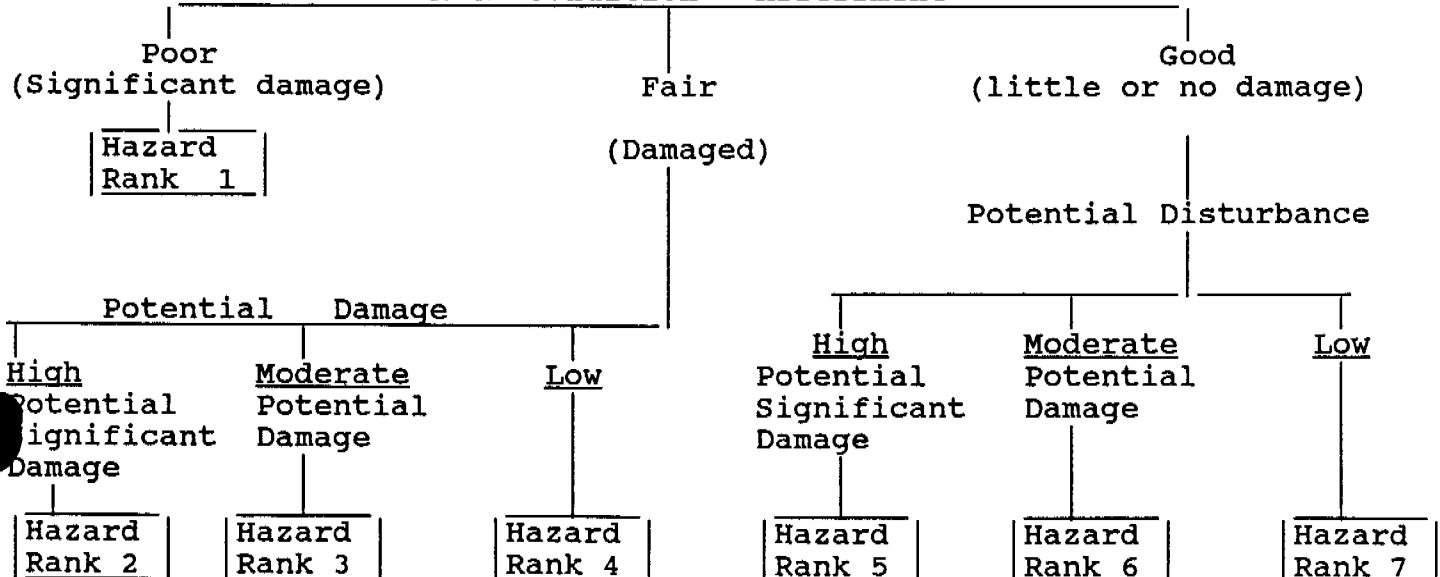 Poor
(Significant damage)
Hazard
Rank 1
Fair
(Damaged)
Good
(little or no damage)
Potential Disturbance
Potential Damage
High
Potential
Significant
Damage
Hazard
Rank 2
Moderate
Potential
Damage
Hazard
Rank 3
Low
Hazard
Rank 4
High
Potential
Significant
Damage
Hazard
Rank 5
Moderate
Potential
Damage
Hazard
Rank 6
Low
Hazard
Rank 7